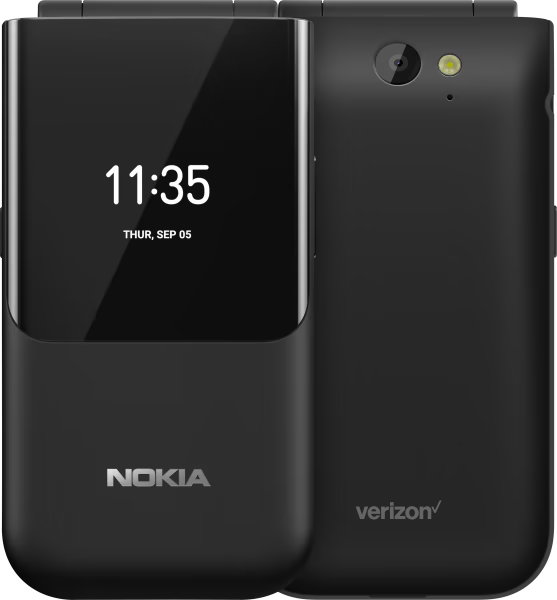 11:35
THUR, SEP 05
NOKIA
verizon✓